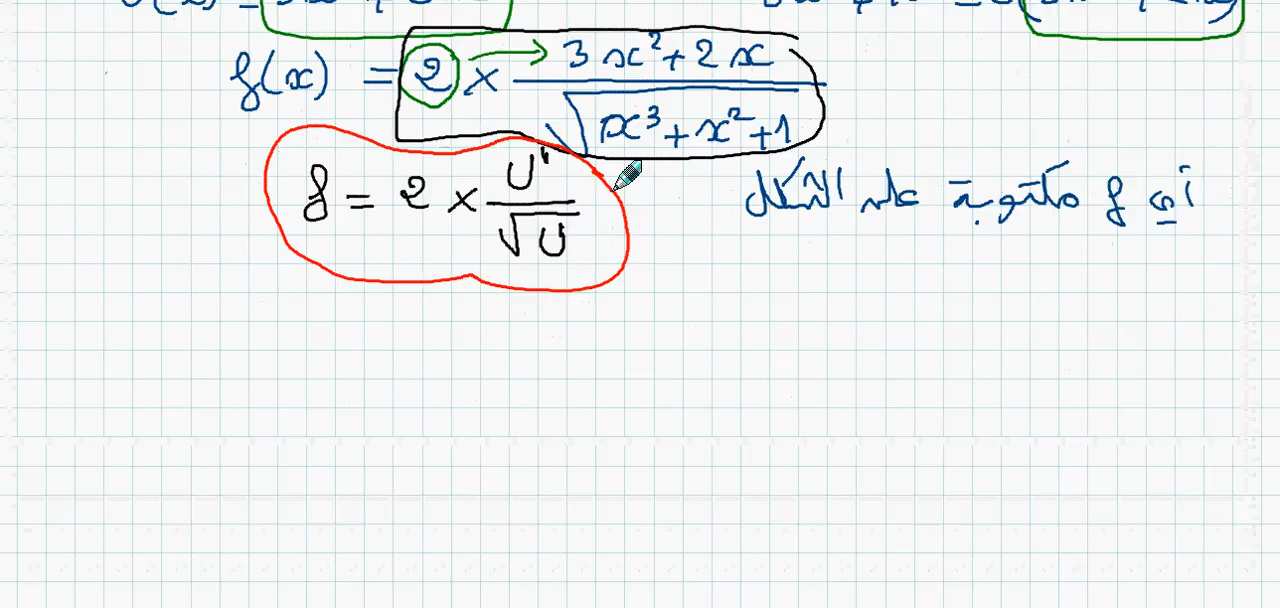 f(x) = 2 × (3x² + 2x) / √(x³ + x² + 1)
f = 2 × U' / √U أي f مكتوبة على الشكل